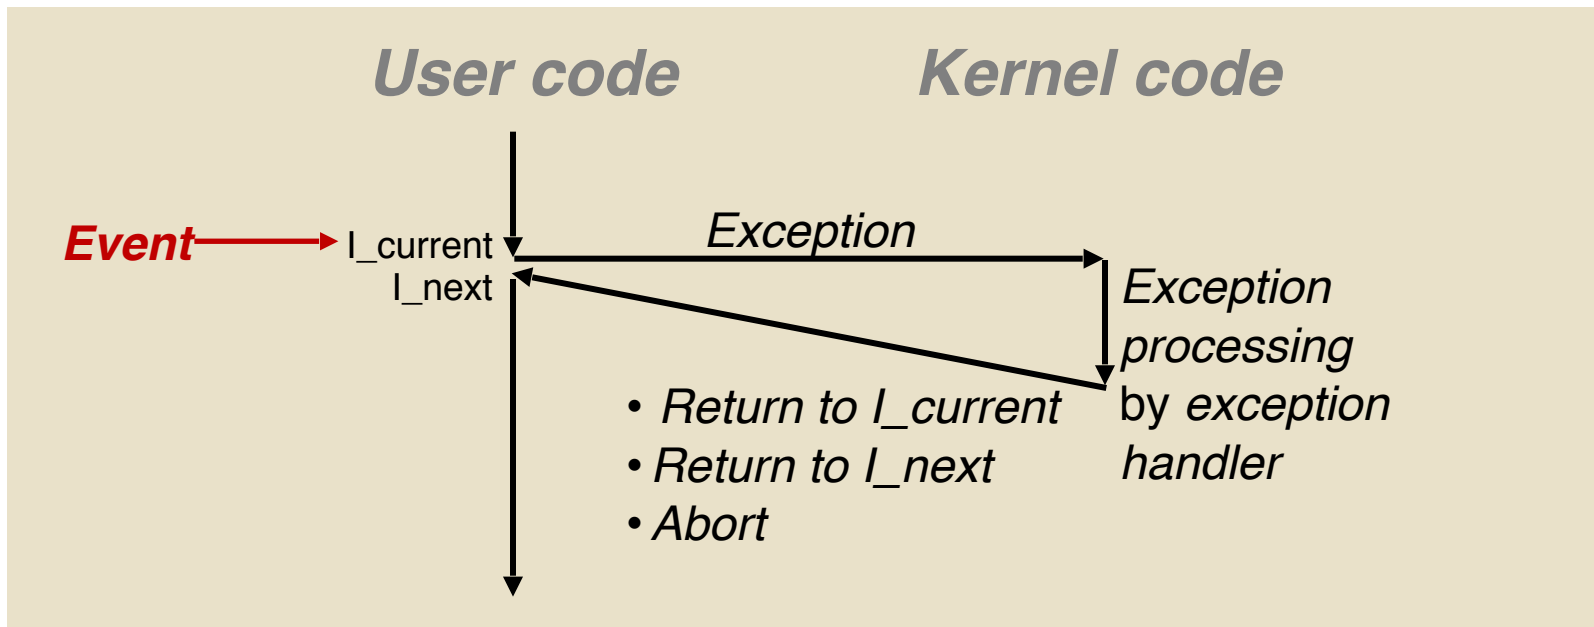 User code
Kernel code
Event
I_current
I_next
Exception
Exception
processing
by exception
handler
• Return to I_current
• Return to I_next
• Abort